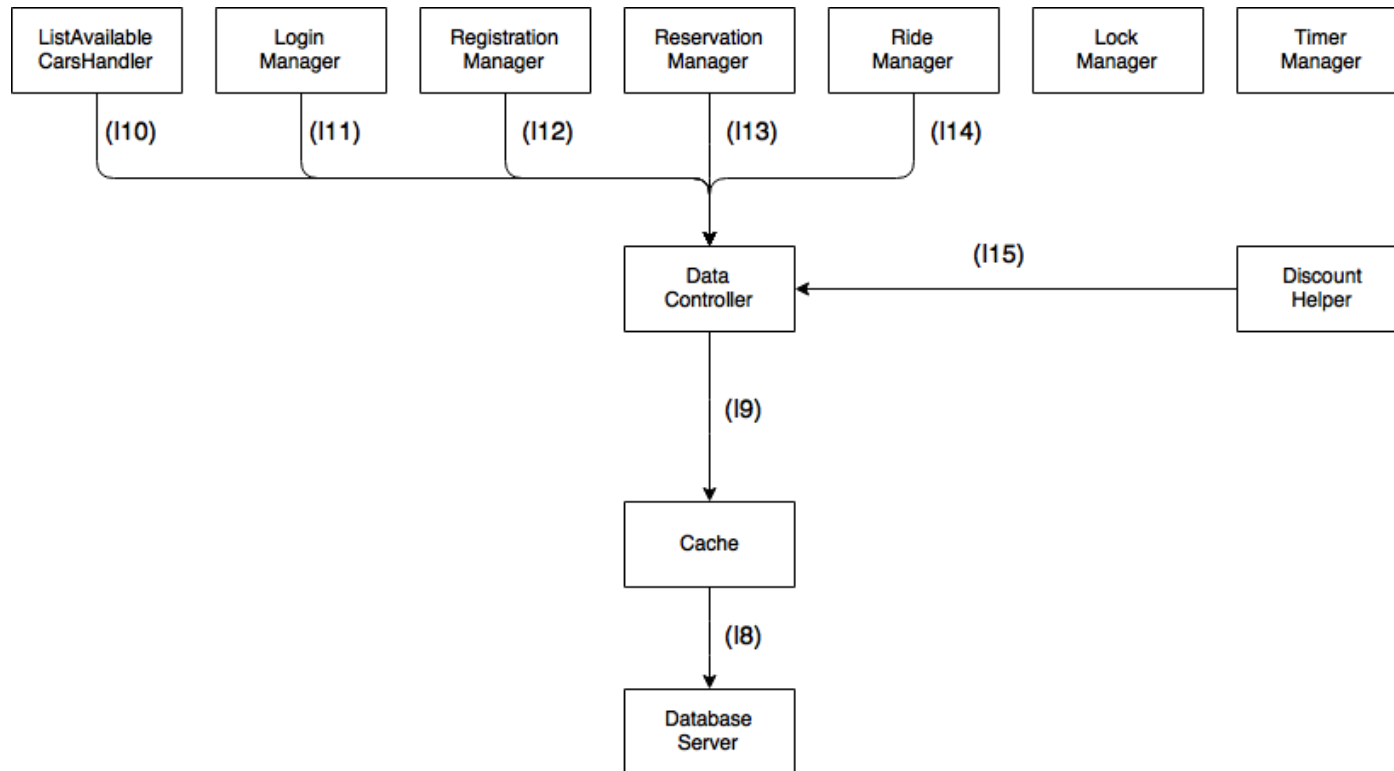 ListAvailable
CarsHandler
Login
Manager
Registration
Manager
Reservation
Manager
Ride
Manager
Lock
Manager
Timer
Manager
(I10)
(I11)
(I12)
(I13)
(I14)
Data
Controller
(I15)
Discount
Helper
(I9)
Cache
(I8)
Database
Server